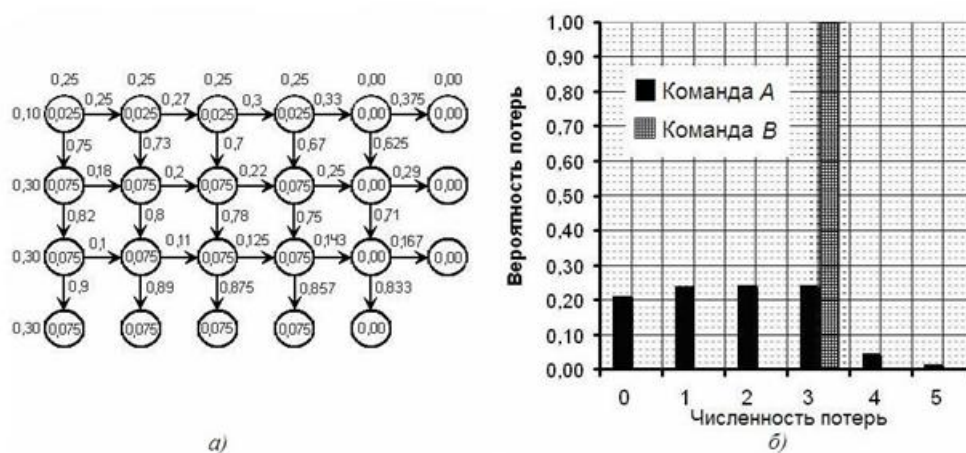 0,25 0,25 0,25 0,25 0,00 0,00
0,25 0,27 0,3 0,33 0,375
0,10 0,025 0,025 0,025 0,025 0,00 0,00
0,75 0,73 0,7 0,67 0,625
0,18 0,2 0,22 0,25 0,29
0,30 0,075 0,075 0,075 0,075 0,00 0,00
0,82 0,8 0,78 0,75 0,71
0,1 0,11 0,125 0,143 0,167
0,30 0,075 0,075 0,075 0,075 0,00 0,00
0,9 0,89 0,875 0,857 0,833
0,30 0,075 0,075 0,075 0,075 0,00
а)
Вероятность потерь
1,00
0,90
0,80
0,70
0,60
0,50
0,40
0,30
0,20
0,10
0,00
Команда A
Команда B
0 1 2 3 4 5
Численность потерь
б)